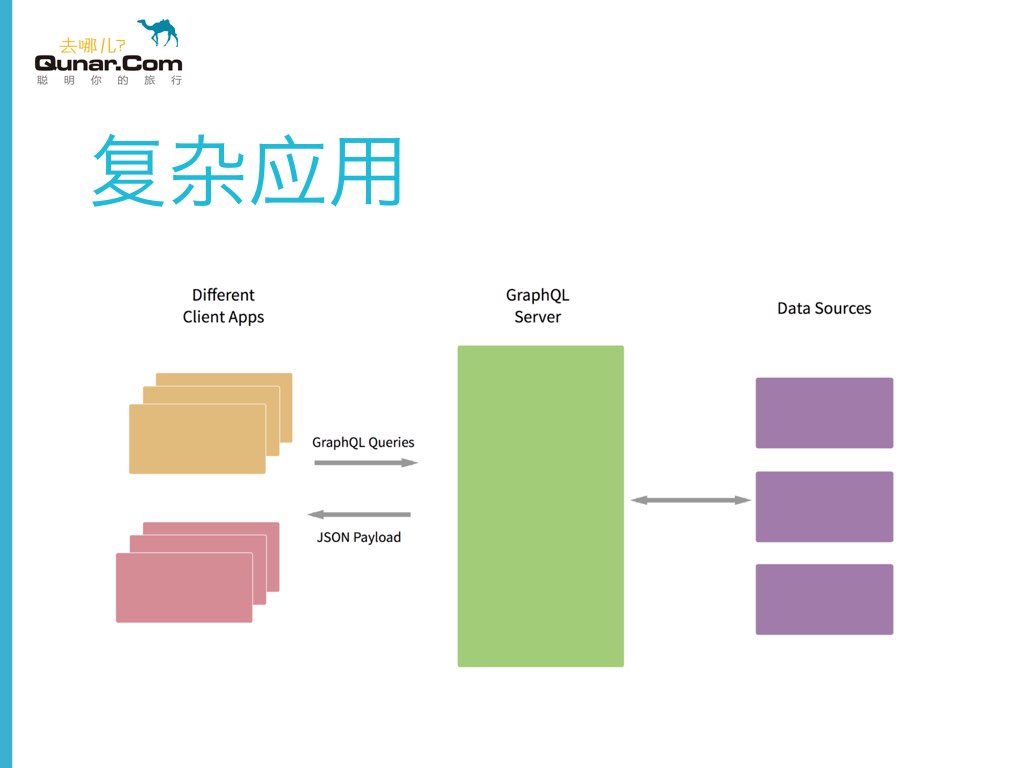 去哪儿?
Qunar.Com
聪明你的旅行
复杂应用
Different
Client Apps
GraphQL
Server
Data Sources
GraphQL Queries
JSON Payload